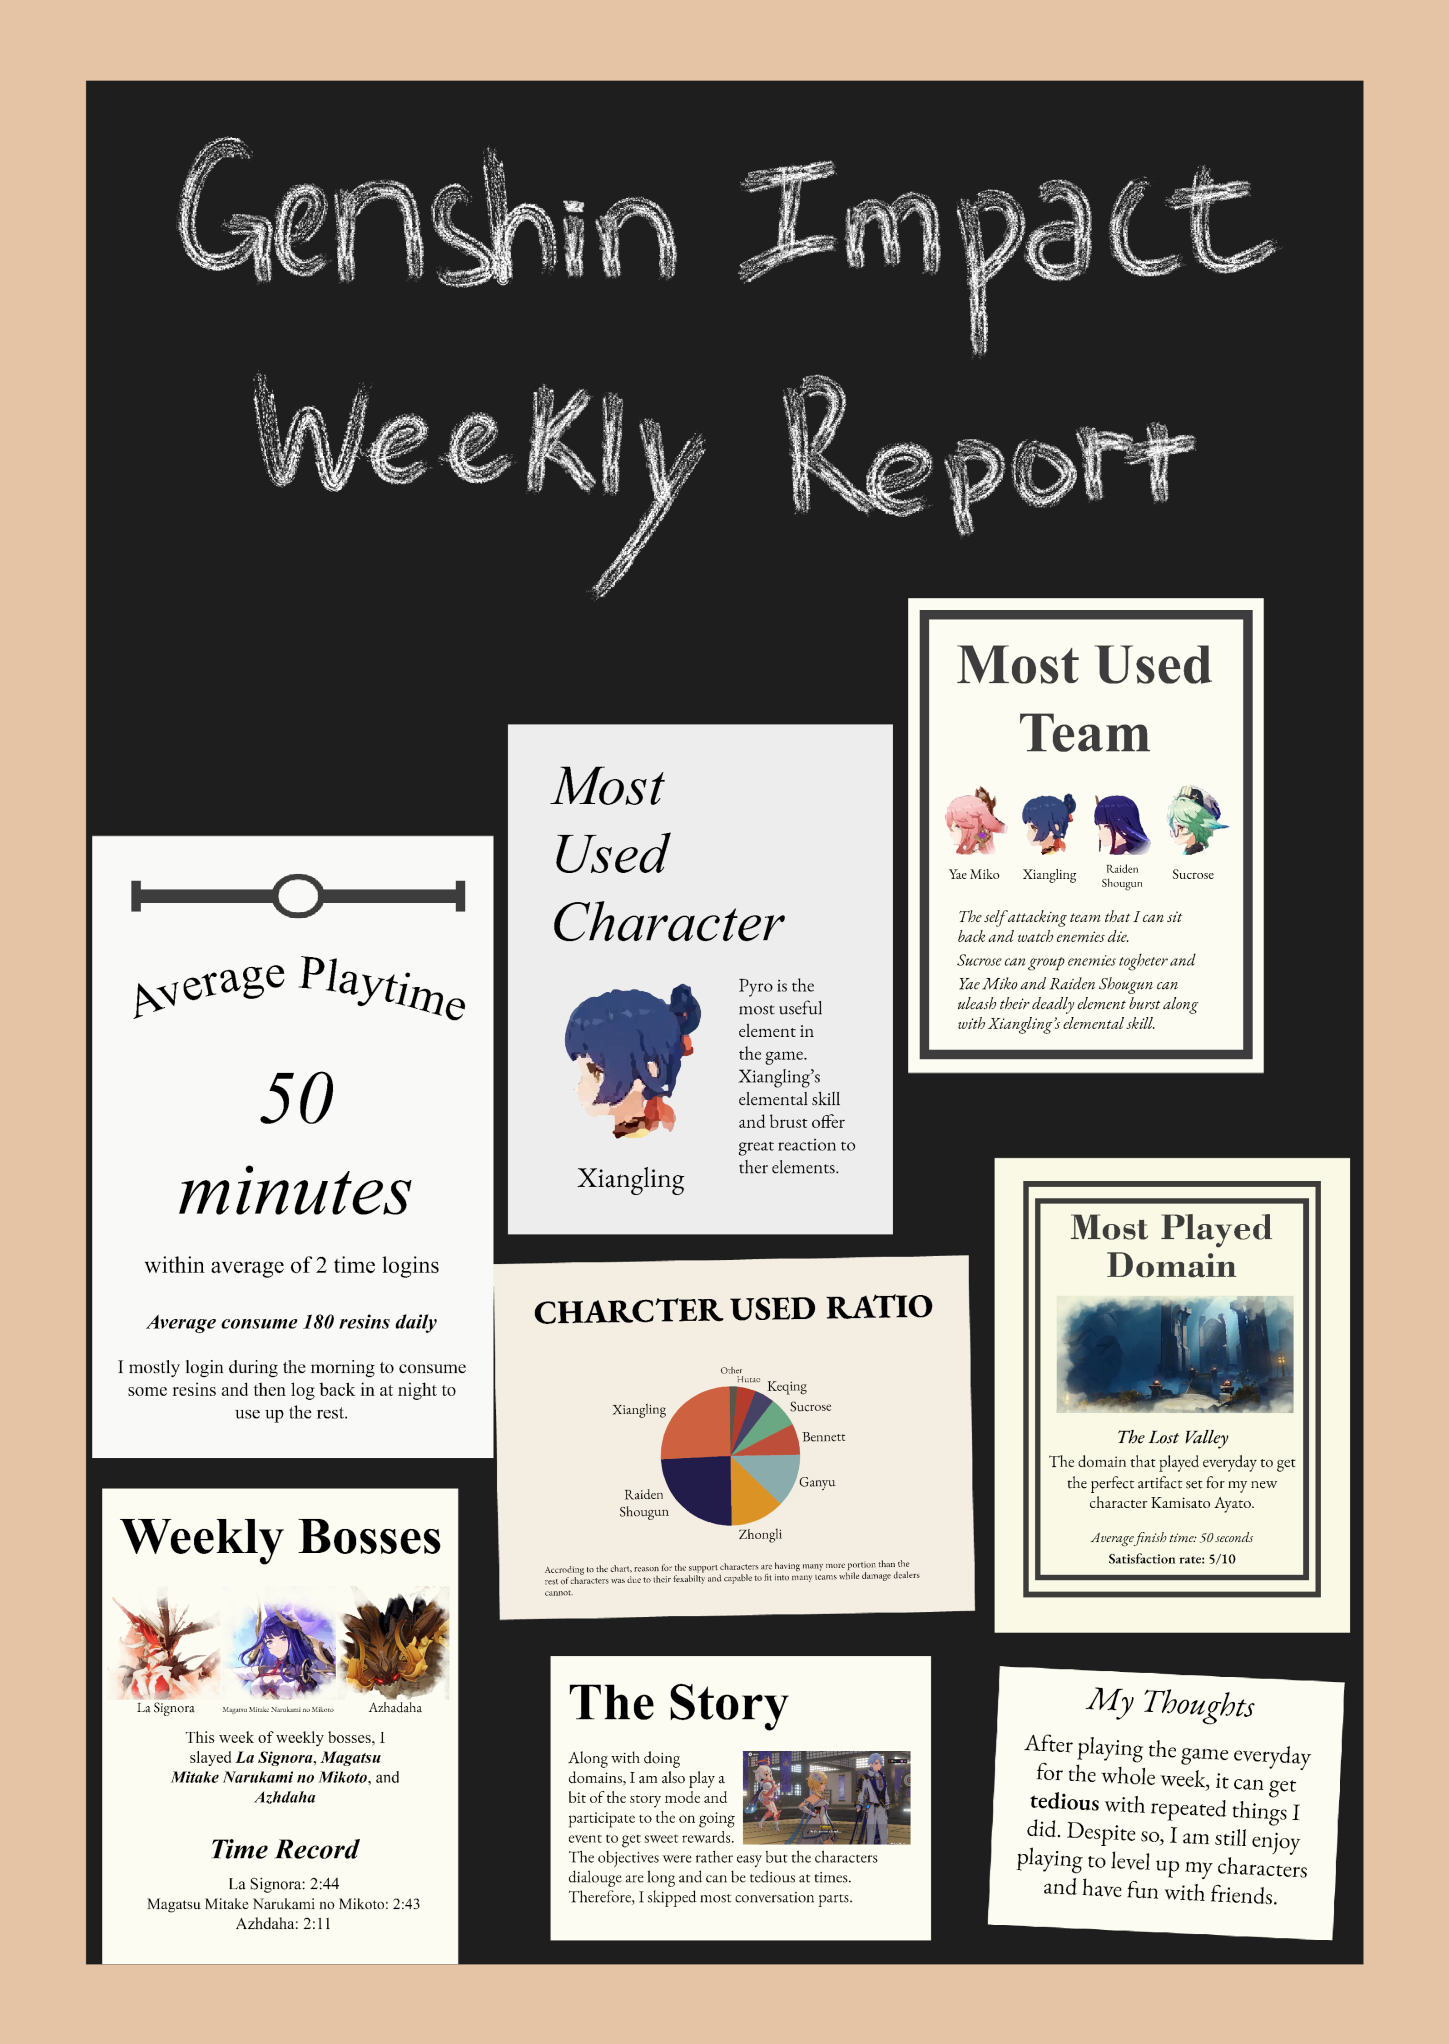 Genshin Impact
Weekly Report
Most Used
Team
Yae Miko
Xiangling
Raiden
Shougun
Sucrose
The self attacking team that I can sit
back and watch enemies die.
Sucrose can group enemies togheter and
Yae Miko and Raiden Shougun can
uleash their deadly element burst along
with Xiangling's elemental skill.
Most
Used
Character
Pyro is the
most useful
element in
the game.
Xiangling's
elemental skill
and brust offer
great reaction to
ther elements.
Xiangling
Average Playtime
50
minutes
within average of 2 time logins
Average consume 180 resins daily
I mostly login during the morning to consume
some resins and then log back in at night to
use up the rest.
Most Played
Domain
The Lost Valley
The domain that played everyday to get
the perfect artifact set for my new
character Kamisato Ayato.
Average finish time: 50 seconds
Satisfaction rate: 5/10
CHARCTER USED RATIO
Other
Hutao
Keqing
Sucrose
Bennett
Ganyu
Zhongli
Raiden
Shougun
Xiangling
Accroding to the chart, reason for the support characters are having many more portion than the
rest of characters was due to their fexabilty and capable to fit into many teams while damage dealers
cannot.
Weekly Bosses
La Signora
Magatsu Mitake Narukami no Mikoto
Azhadaha
This week of weekly bosses, I
slayed La Signora, Magatsu
Mitake Narukami no Mikoto, and
Azhdaha
Time Record
La Signora: 2:44
Magatsu Mitake Narukami no Mikoto: 2:43
Azhdaha: 2:11
The Story
Along with doing
domains, I am also play a
bit of the story mode and
participate to the on going
event to get sweet rewards.
The objectives were rather easy but the characters
dialouge are long and can be tedious at times.
Therefore, I skipped most conversation parts.
My Thoughts
After playing the game everyday
for the whole week, it can get
tedious with repeated things I
did. Despite so, I am still enjoy
playing to level up my characters
and have fun with friends.